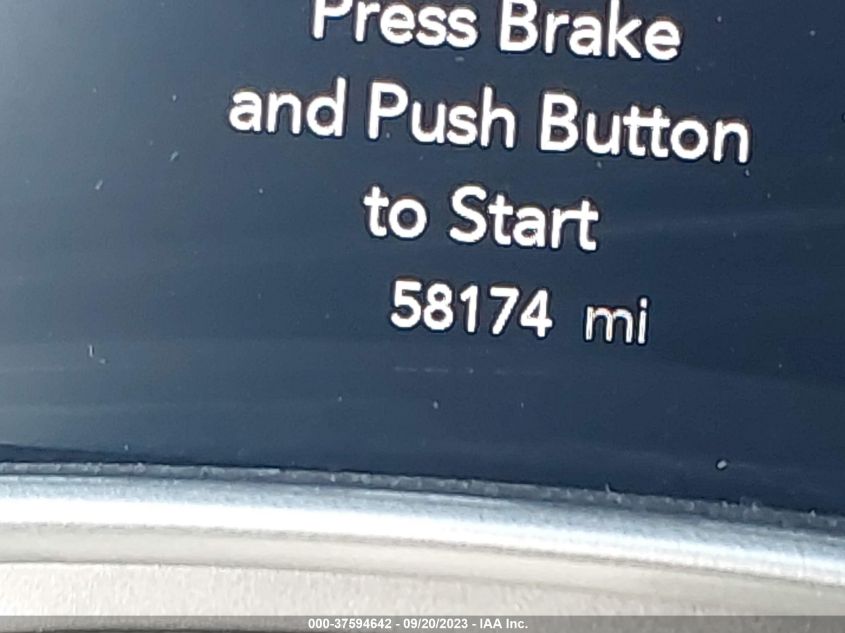 Press Brake
and Push Button
to Start
58174 mi
000-37594642 - 09/20/2023 - IAA Inc.